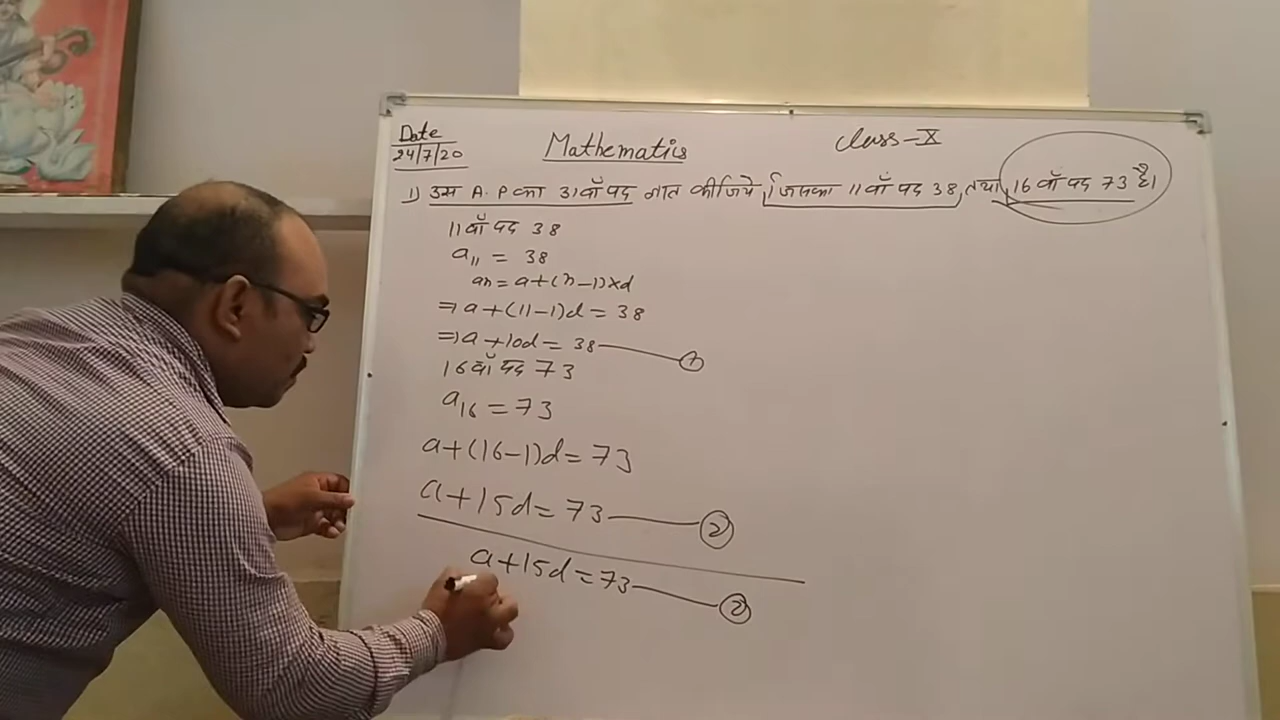 Date
24/7/20
Mathematics
Class-X
1) उस A.P का 31वाँ पद ज्ञात कीजिये, जिसका 11वाँ पद 38, तथा 16वाँ पद 73 है।
11वाँ पद 38
a₁₁ = 38
an = a+(n-1)×d
⇒ a+(11-1)d = 38
⇒ a+10d = 38 ——— ①
16वाँ पद 73
a₁₆ = 73
a+(16-1)d = 73
a+15d = 73 ——— ②
a+15d = 73 ——— ②